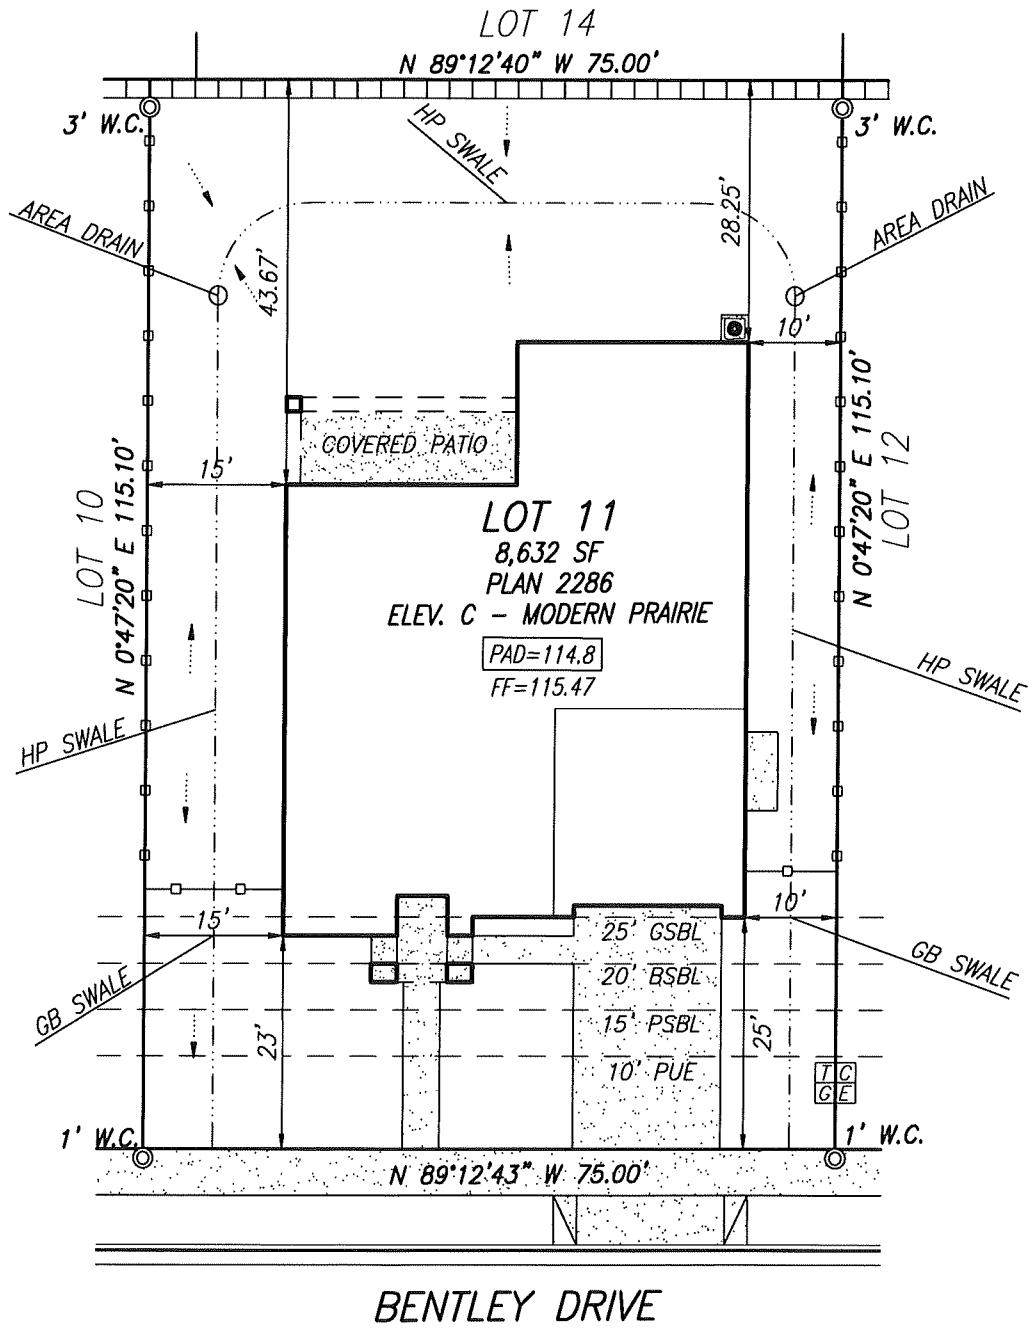 LOT 14
N 89°12'40" W 75.00'
3' W.C.
3' W.C.
HP SWALE
AREA DRAIN
AREA DRAIN
28.25'
43.67'
10'
COVERED PATIO
15'
LOT 10
N 0°47'20" E 115.10'
N 0°47'20" E 115.10'
LOT 12
LOT 11
8,632 SF
PLAN 2286
ELEV. C - MODERN PRAIRIE
PAD=114.8
FF=115.47
HP SWALE
HP SWALE
15'
10'
25' GSBL
GB SWALE
GB SWALE
20' BSBL
15' PSBL
23'
25'
10' PUE
T C
G E
1' W.C.
1' W.C.
N 89°12'43" W 75.00'
BENTLEY DRIVE